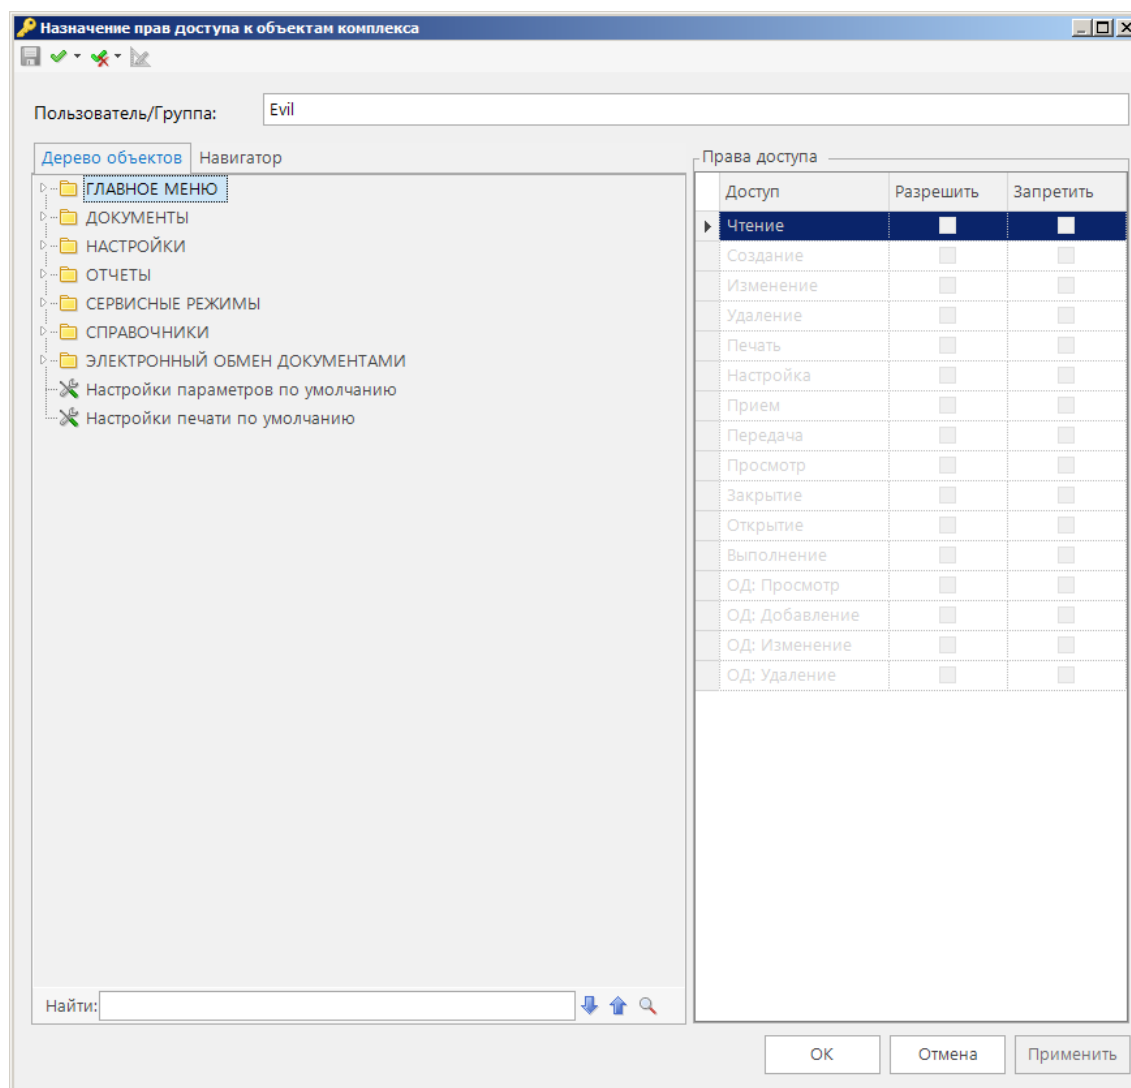 Назначение прав доступа к объектам комплекса
Пользователь/Группа: Evil
Дерево объектов Навигатор
ГЛАВНОЕ МЕНЮ
ДОКУМЕНТЫ
НАСТРОЙКИ
ОТЧЕТЫ
СЕРВИСНЫЕ РЕЖИМЫ
СПРАВОЧНИКИ
ЭЛЕКТРОННЫЙ ОБМЕН ДОКУМЕНТАМИ
Настройки параметров по умолчанию
Настройки печати по умолчанию
Найти:
Права доступа
Доступ Разрешить Запретить
Чтение
Создание
Изменение
Удаление
Печать
Настройка
Прием
Передача
Просмотр
Закрытие
Открытие
Выполнение
ОД: Просмотр
ОД: Добавление
ОД: Изменение
ОД: Удаление
ОК Отмена Применить